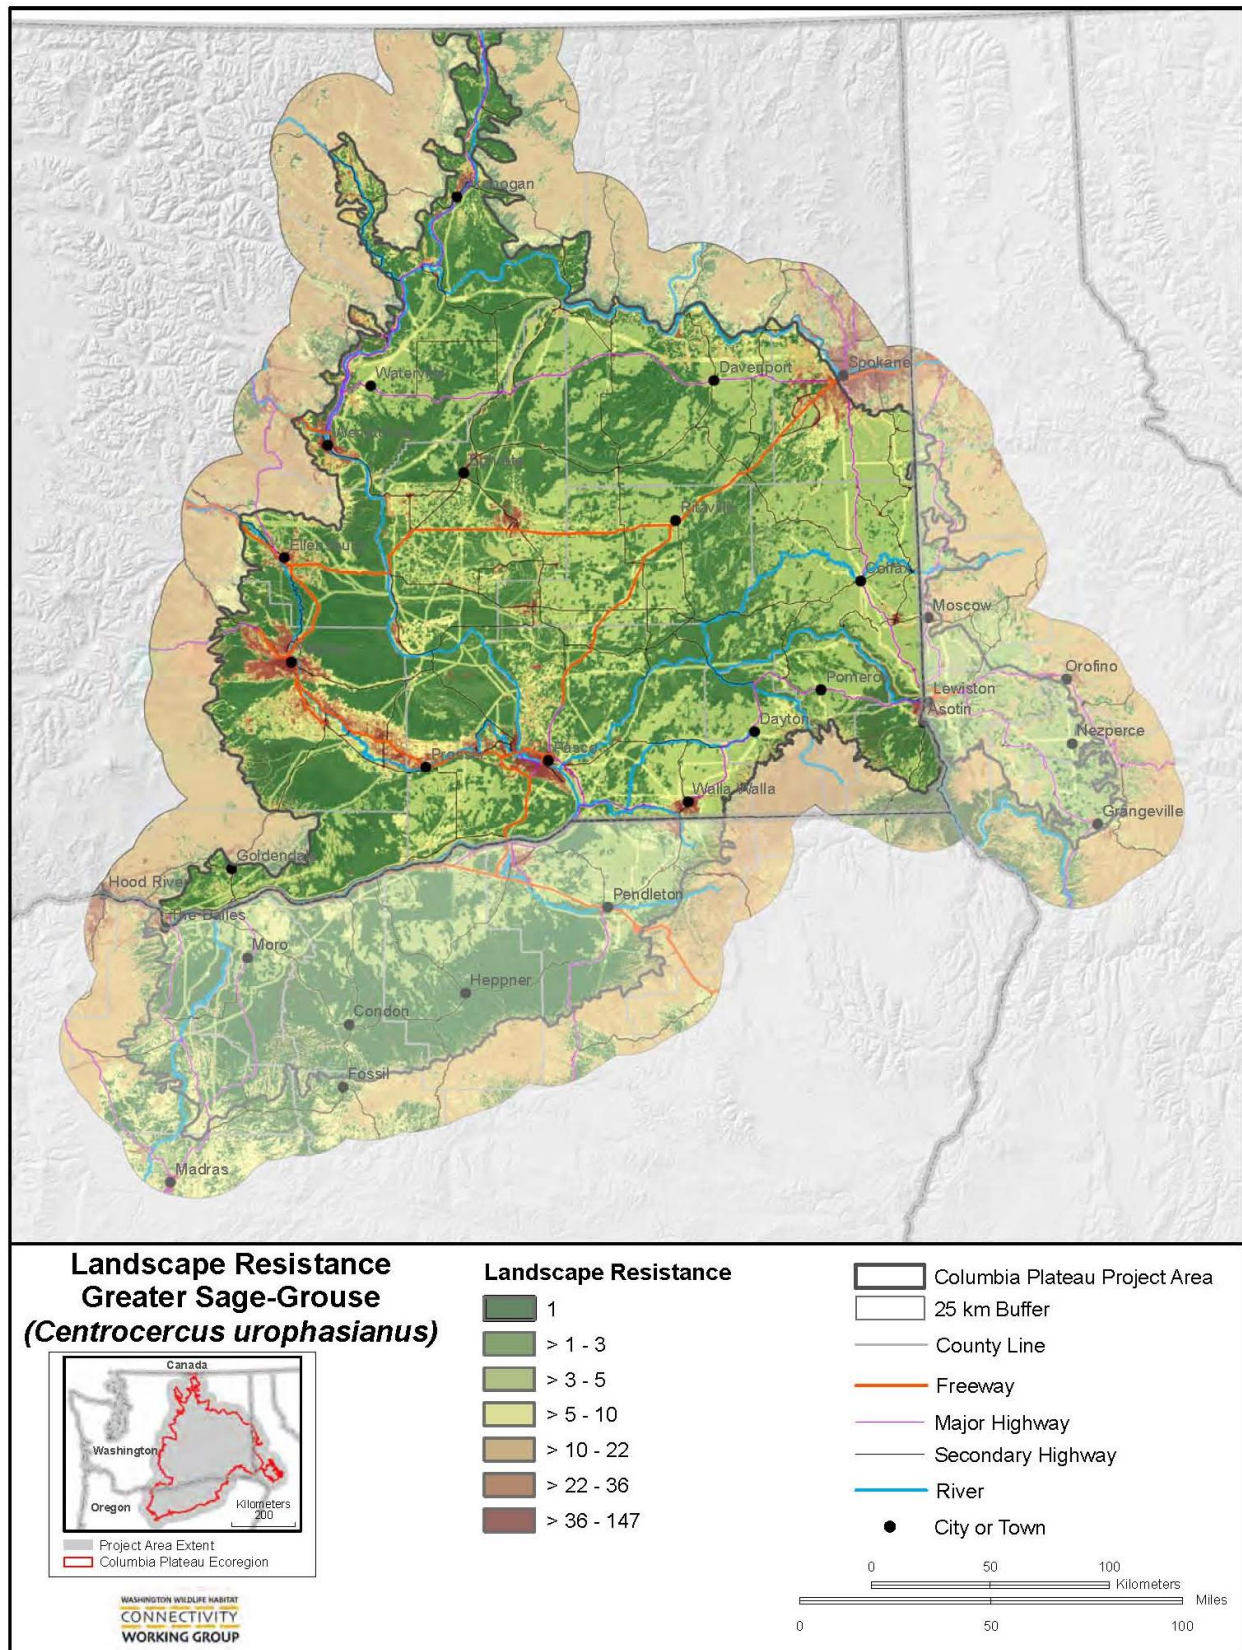 Okanogan
Waterville
Davenport
Spokane
Wenatchee
Ephrata
Ritzville
Ellensburg
Colfax
Moscow
Orofino
Lewiston
Asotin
Pomeroy
Nezperce
Dayton
Prosser
Pasco
Walla Walla
Grangeville
Goldendale
Hood River
The Dalles
Pendleton
Moro
Heppner
Condon
Fossil
Madras
Landscape Resistance
Greater Sage-Grouse
(Centrocercus urophasianus)
Canada
Washington
Oregon
Kilometers
200
Project Area Extent
Columbia Plateau Ecoregion
WASHINGTON WILDLIFE HABITAT
CONNECTIVITY
WORKING GROUP
Landscape Resistance
1
> 1 - 3
> 3 - 5
> 5 - 10
> 10 - 22
> 22 - 36
> 36 - 147
Columbia Plateau Project Area
25 km Buffer
County Line
Freeway
Major Highway
Secondary Highway
River
City or Town
0 50 100
Kilometers
Miles
0 50 100